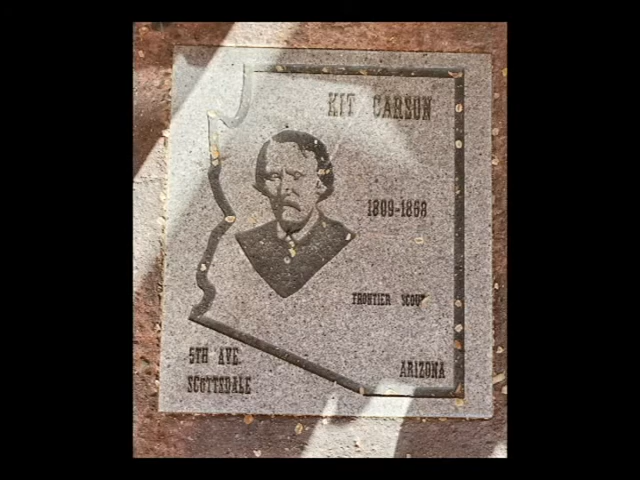 KIT CARSON
1809-1868
FRONTIER SCOUT
5TH AVE.
SCOTTSDALE
ARIZONA